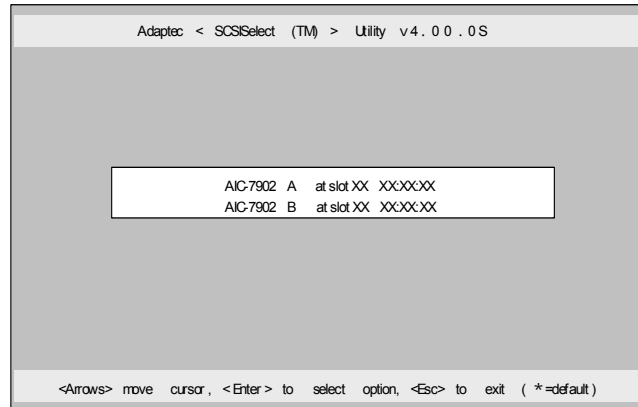 Adaptec < SCSISelect (TM) > Utility v4.00.0S
AIC-7902 A at slot XX XX:XX:XX
AIC-7902 B at slot XX XX:XX:XX
<Arrows> move cursor, <Enter> to select option, <Esc> to exit (*=default)